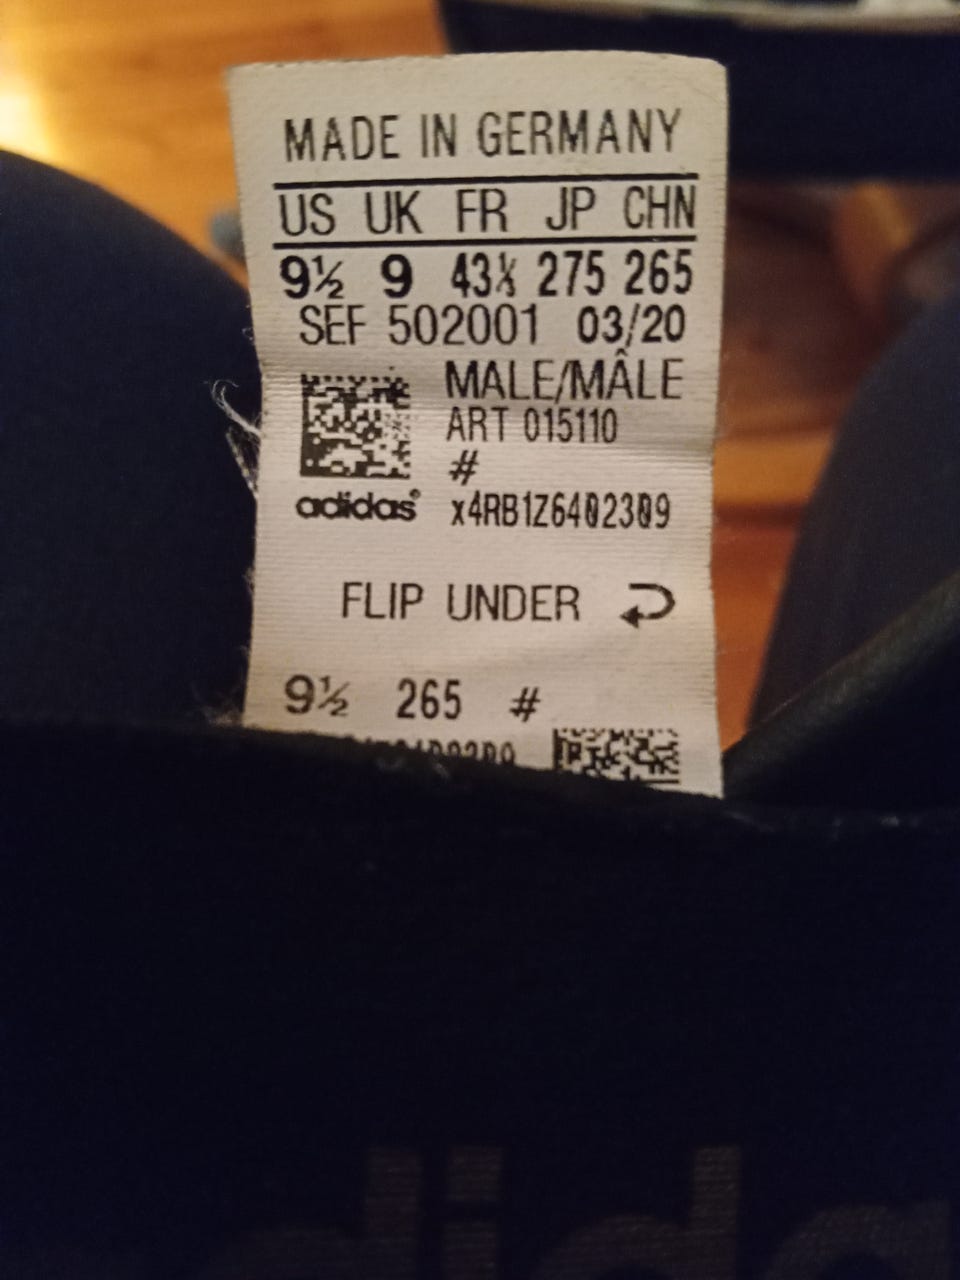 MADE IN GERMANY
US UK FR JP CHN
9½ 9 43⅓ 275 265
SEF 502001 03/20
MALE/MÂLE
ART 015110
#
adidas®
x4RB1Z6402309
FLIP UNDER
9½ 265 #
adida